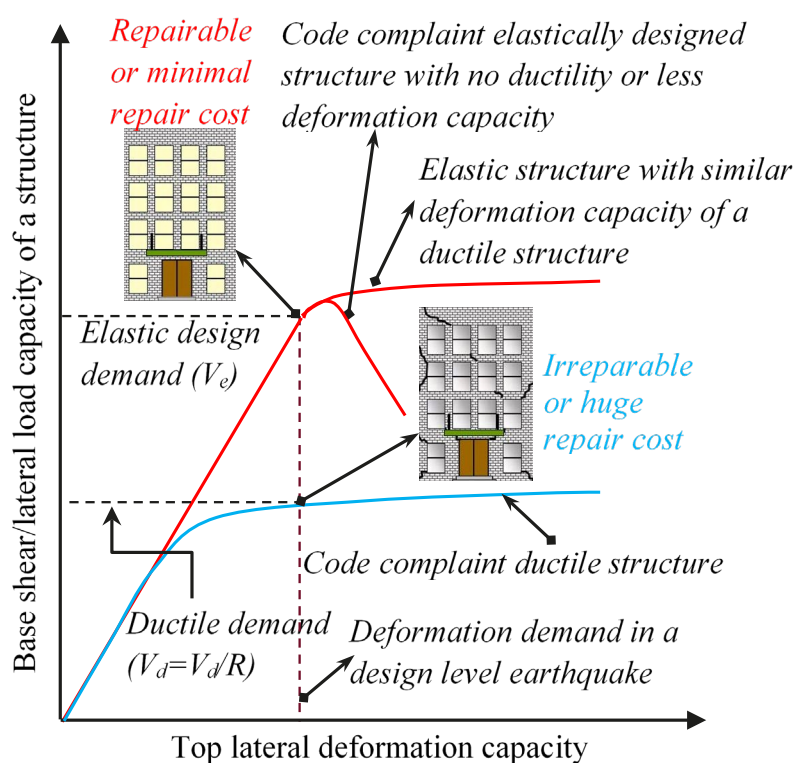 Repairable
or minimal
repair cost
Code complaint elastically designed
structure with no ductility or less
deformation capacity
Elastic structure with similar
deformation capacity of a
ductile structure
Elastic design
demand (Vₑ)
Irreparable
or huge
repair cost
Code complaint ductile structure
Ductile demand
(V_d=V_d/R)
Deformation demand in a
design level earthquake
Base shear/lateral load capacity of a structure
Top lateral deformation capacity